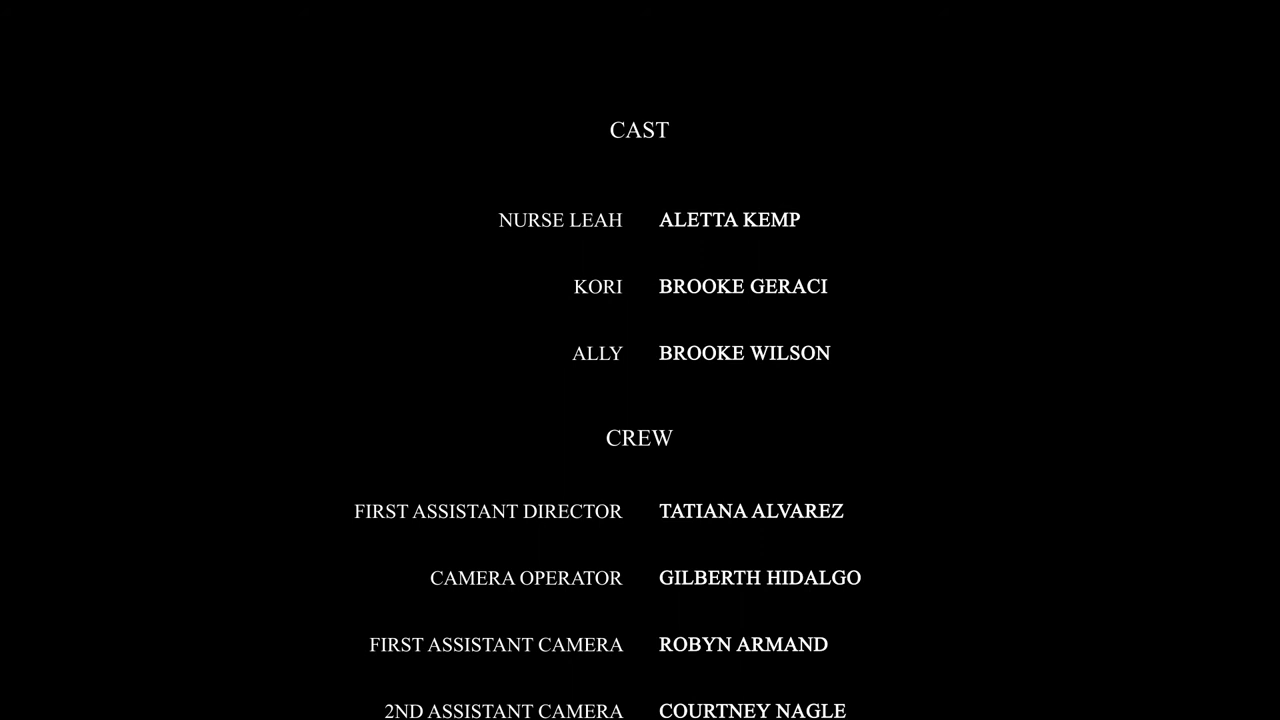 CAST
NURSE LEAH ALETTA KEMP
KORI BROOKE GERACI
ALLY BROOKE WILSON
CREW
FIRST ASSISTANT DIRECTOR TATIANA ALVAREZ
CAMERA OPERATOR GILBERTH HIDALGO
FIRST ASSISTANT CAMERA ROBYN ARMAND
2ND ASSISTANT CAMERA COURTNEY NAGLE